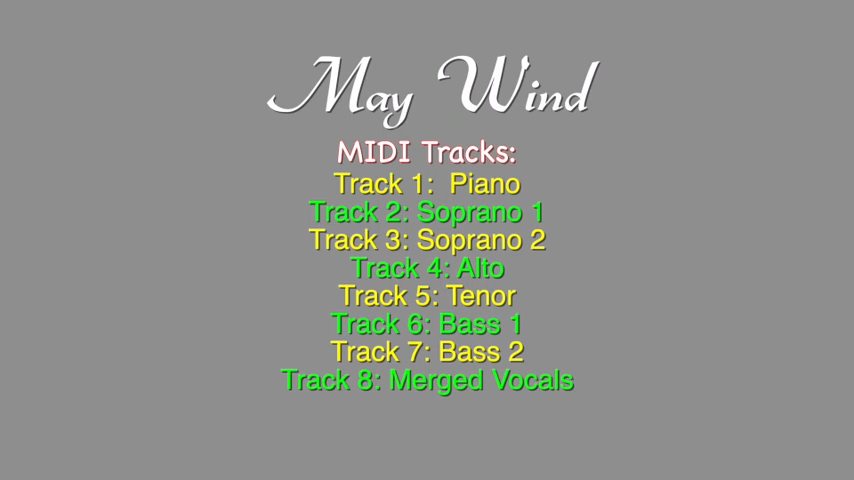 May Wind
MIDI Tracks:
Track 1:  Piano
Track 2: Soprano 1
Track 3: Soprano 2
Track 4: Alto
Track 5: Tenor
Track 6: Bass 1
Track 7: Bass 2
Track 8: Merged Vocals